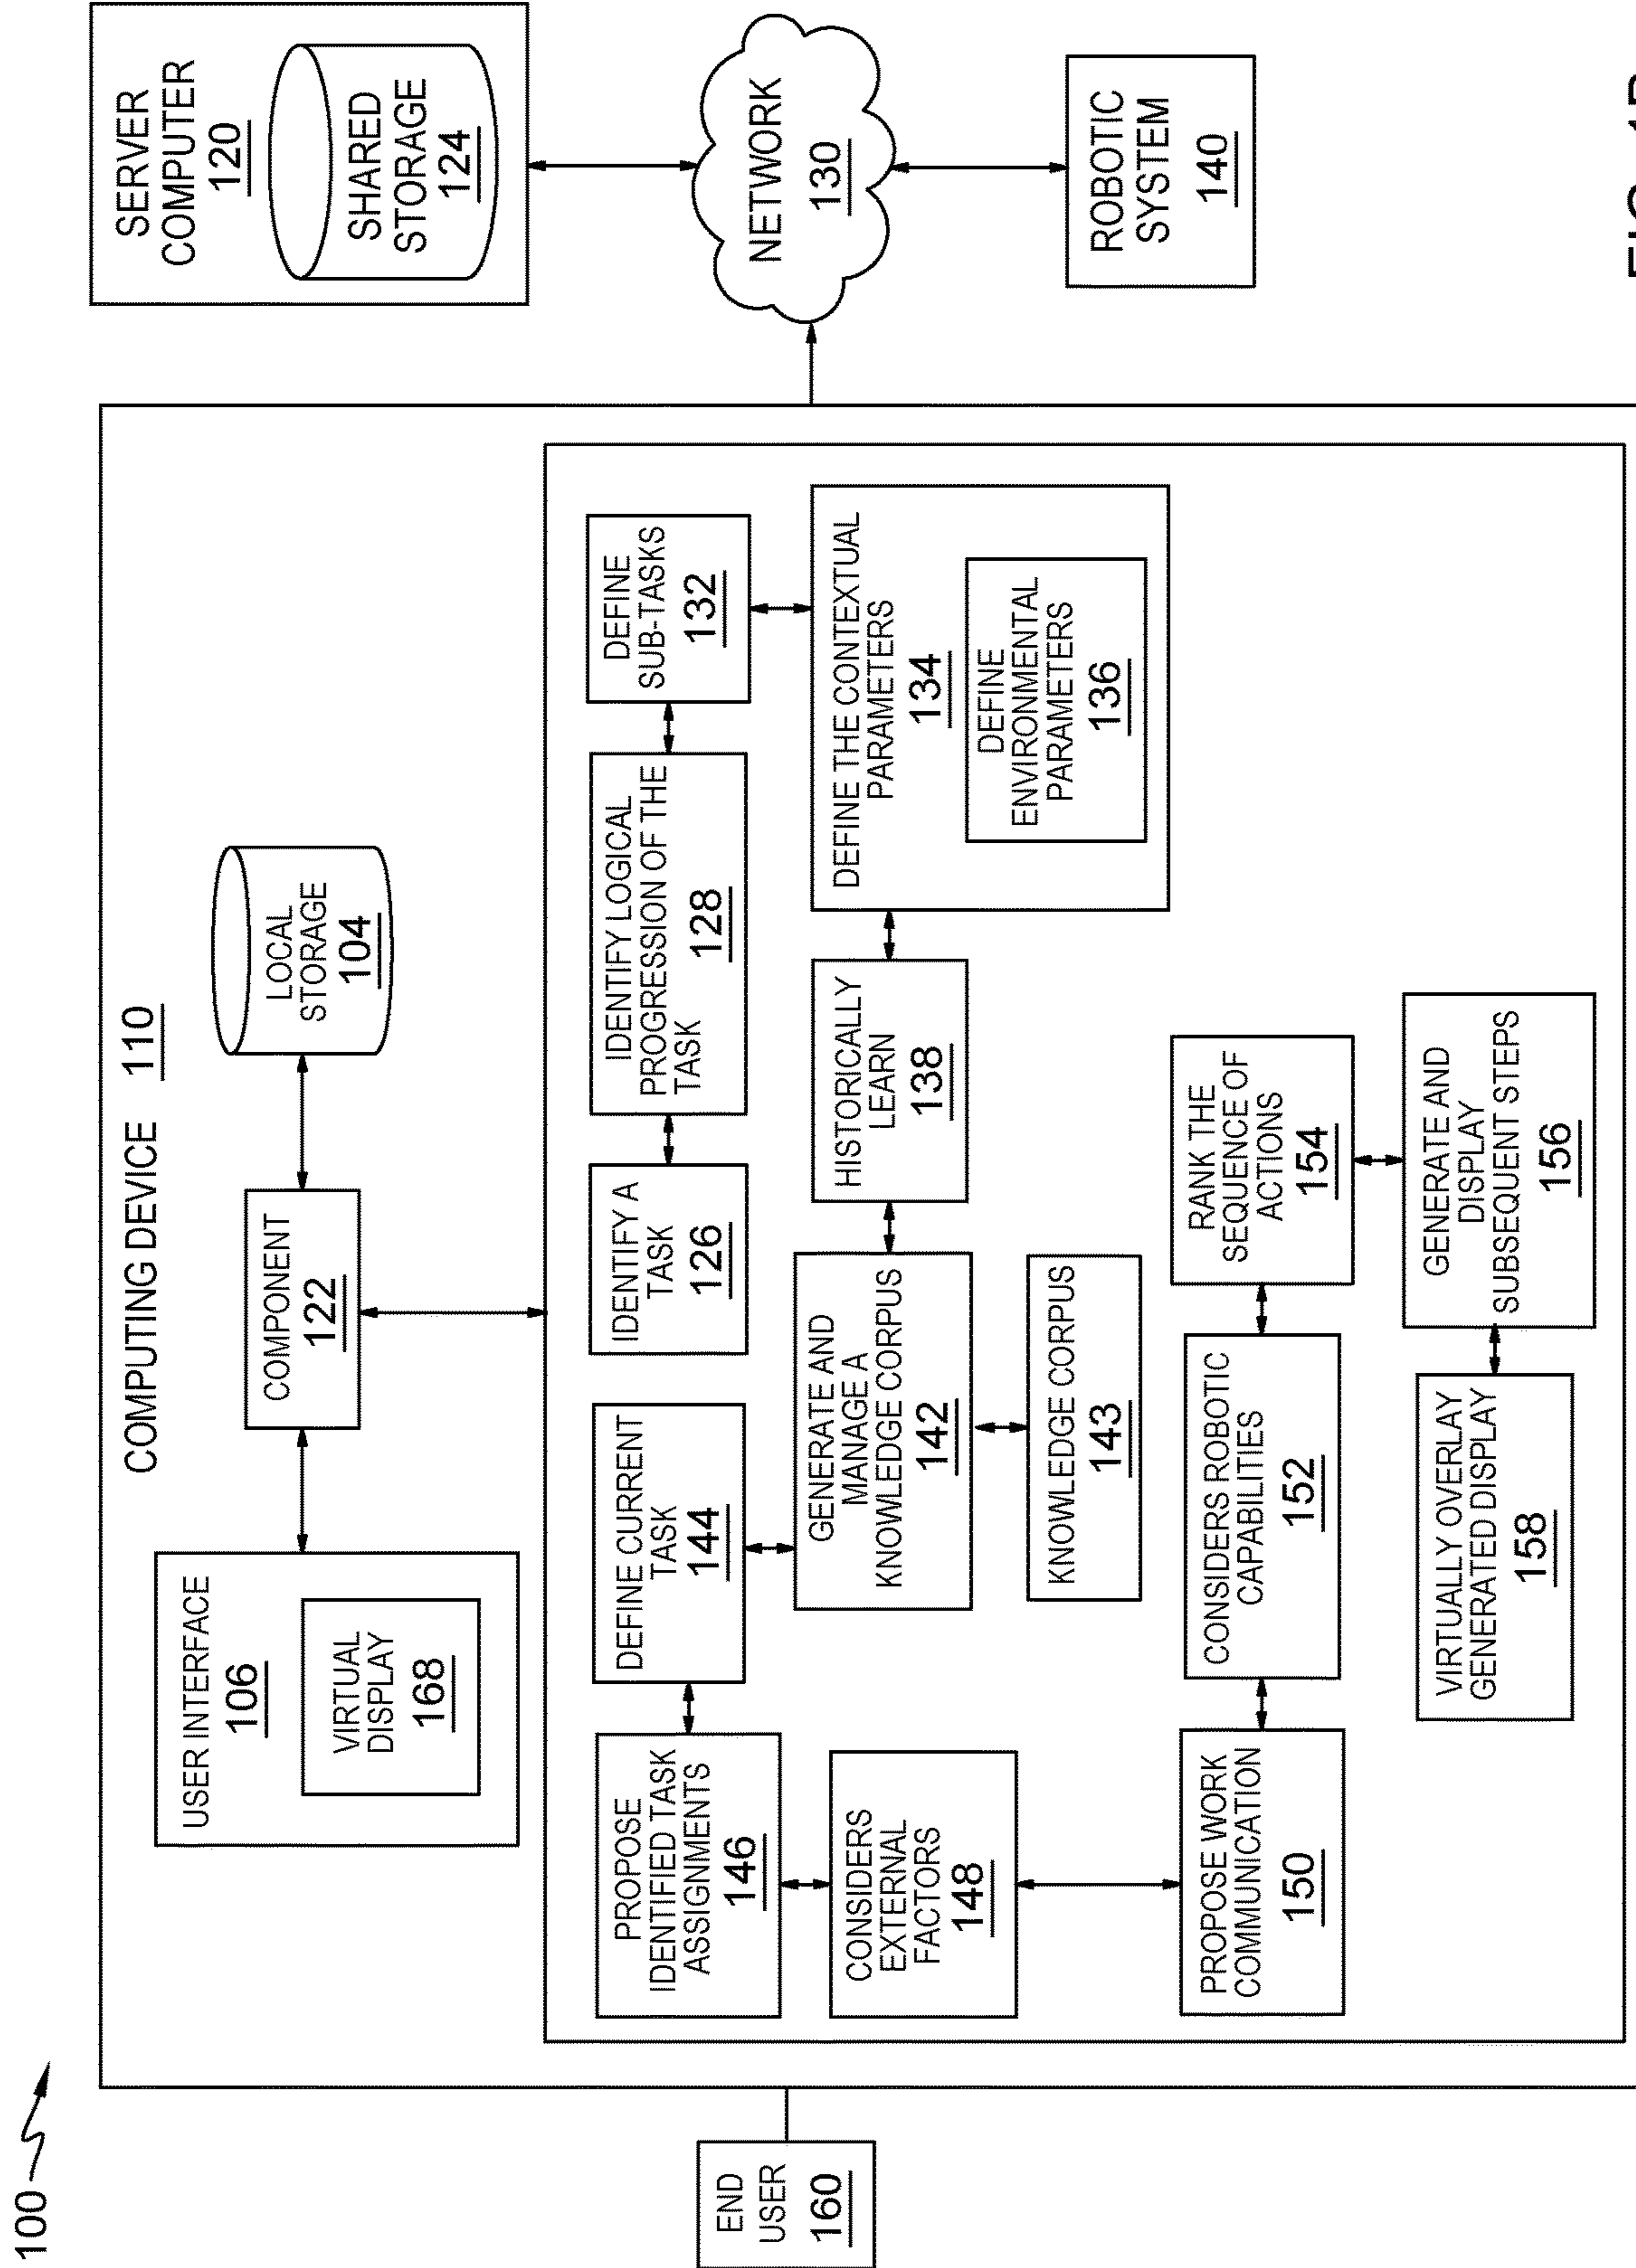 100
COMPUTING DEVICE 110
USER INTERFACE
106
VIRTUAL
DISPLAY
168
COMPONENT
122
LOCAL
STORAGE
104
SERVER
COMPUTER
120
SHARED
STORAGE
124
END
USER
160
PROPOSE
IDENTIFIED TASK
ASSIGNMENTS
146
DEFINE CURRENT
TASK
144
IDENTIFY A
TASK
126
IDENTIFY LOGICAL
PROGRESSION OF THE
TASK
128
DEFINE
SUB-TASKS
132
NETWORK
130
CONSIDERS
EXTERNAL
FACTORS
148
GENERATE AND
MANAGE A
KNOWLEDGE CORPUS
142
HISTORICALLY
LEARN
138
DEFINE THE CONTEXTUAL
PARAMETERS
134
DEFINE
ENVIRONMENTAL
PARAMETERS
136
KNOWLEDGE CORPUS
143
ROBOTIC
SYSTEM
140
PROPOSE WORK
COMMUNICATION
150
CONSIDERS ROBOTIC
CAPABILITIES
152
RANK THE
SEQUENCE OF
ACTIONS
154
VIRTUALLY OVERLAY
GENERATED DISPLAY
158
GENERATE AND
DISPLAY
SUBSEQUENT STEPS
156